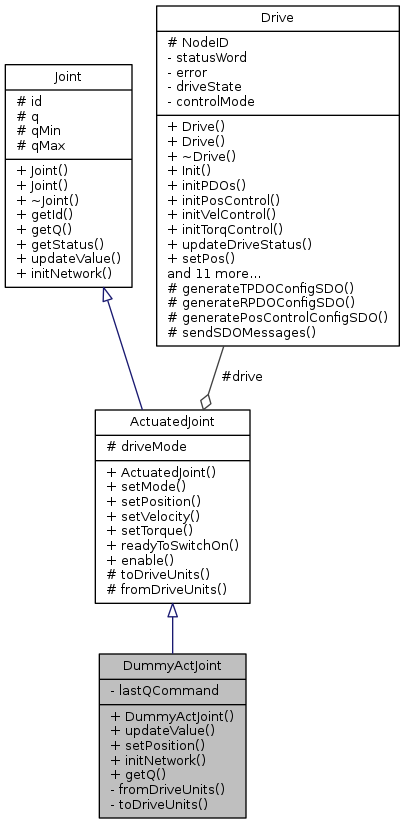 Drive
# NodeID
- statusWord
- error
- driveState
- controlMode
+ Drive()
+ Drive()
+ ~Drive()
+ Init()
+ initPDOs()
+ initPosControl()
+ initVelControl()
+ initTorqControl()
+ updateDriveStatus()
+ setPos()
and 11 more...
# generateTPDOConfigSDO()
# generateRPDOConfigSDO()
# generatePosControlConfigSDO()
# sendSDOMessages()
Joint
# id
# q
# qMin
# qMax
+ Joint()
+ Joint()
+ ~Joint()
+ getId()
+ getQ()
+ getStatus()
+ updateValue()
+ initNetwork()
#drive
ActuatedJoint
# driveMode
+ ActuatedJoint()
+ setMode()
+ setPosition()
+ setVelocity()
+ setTorque()
+ readyToSwitchOn()
+ enable()
# toDriveUnits()
# fromDriveUnits()
DummyActJoint
- lastQCommand
+ DummyActJoint()
+ updateValue()
+ setPosition()
+ initNetwork()
+ getQ()
- fromDriveUnits()
- toDriveUnits()